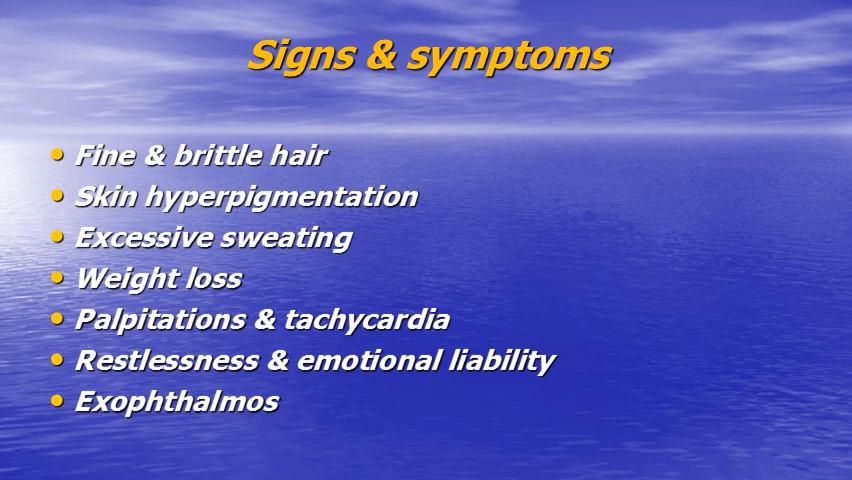 Signs & symptoms
• Fine & brittle hair
• Skin hyperpigmentation
• Excessive sweating
• Weight loss
• Palpitations & tachycardia
• Restlessness & emotional liability
• Exophthalmos